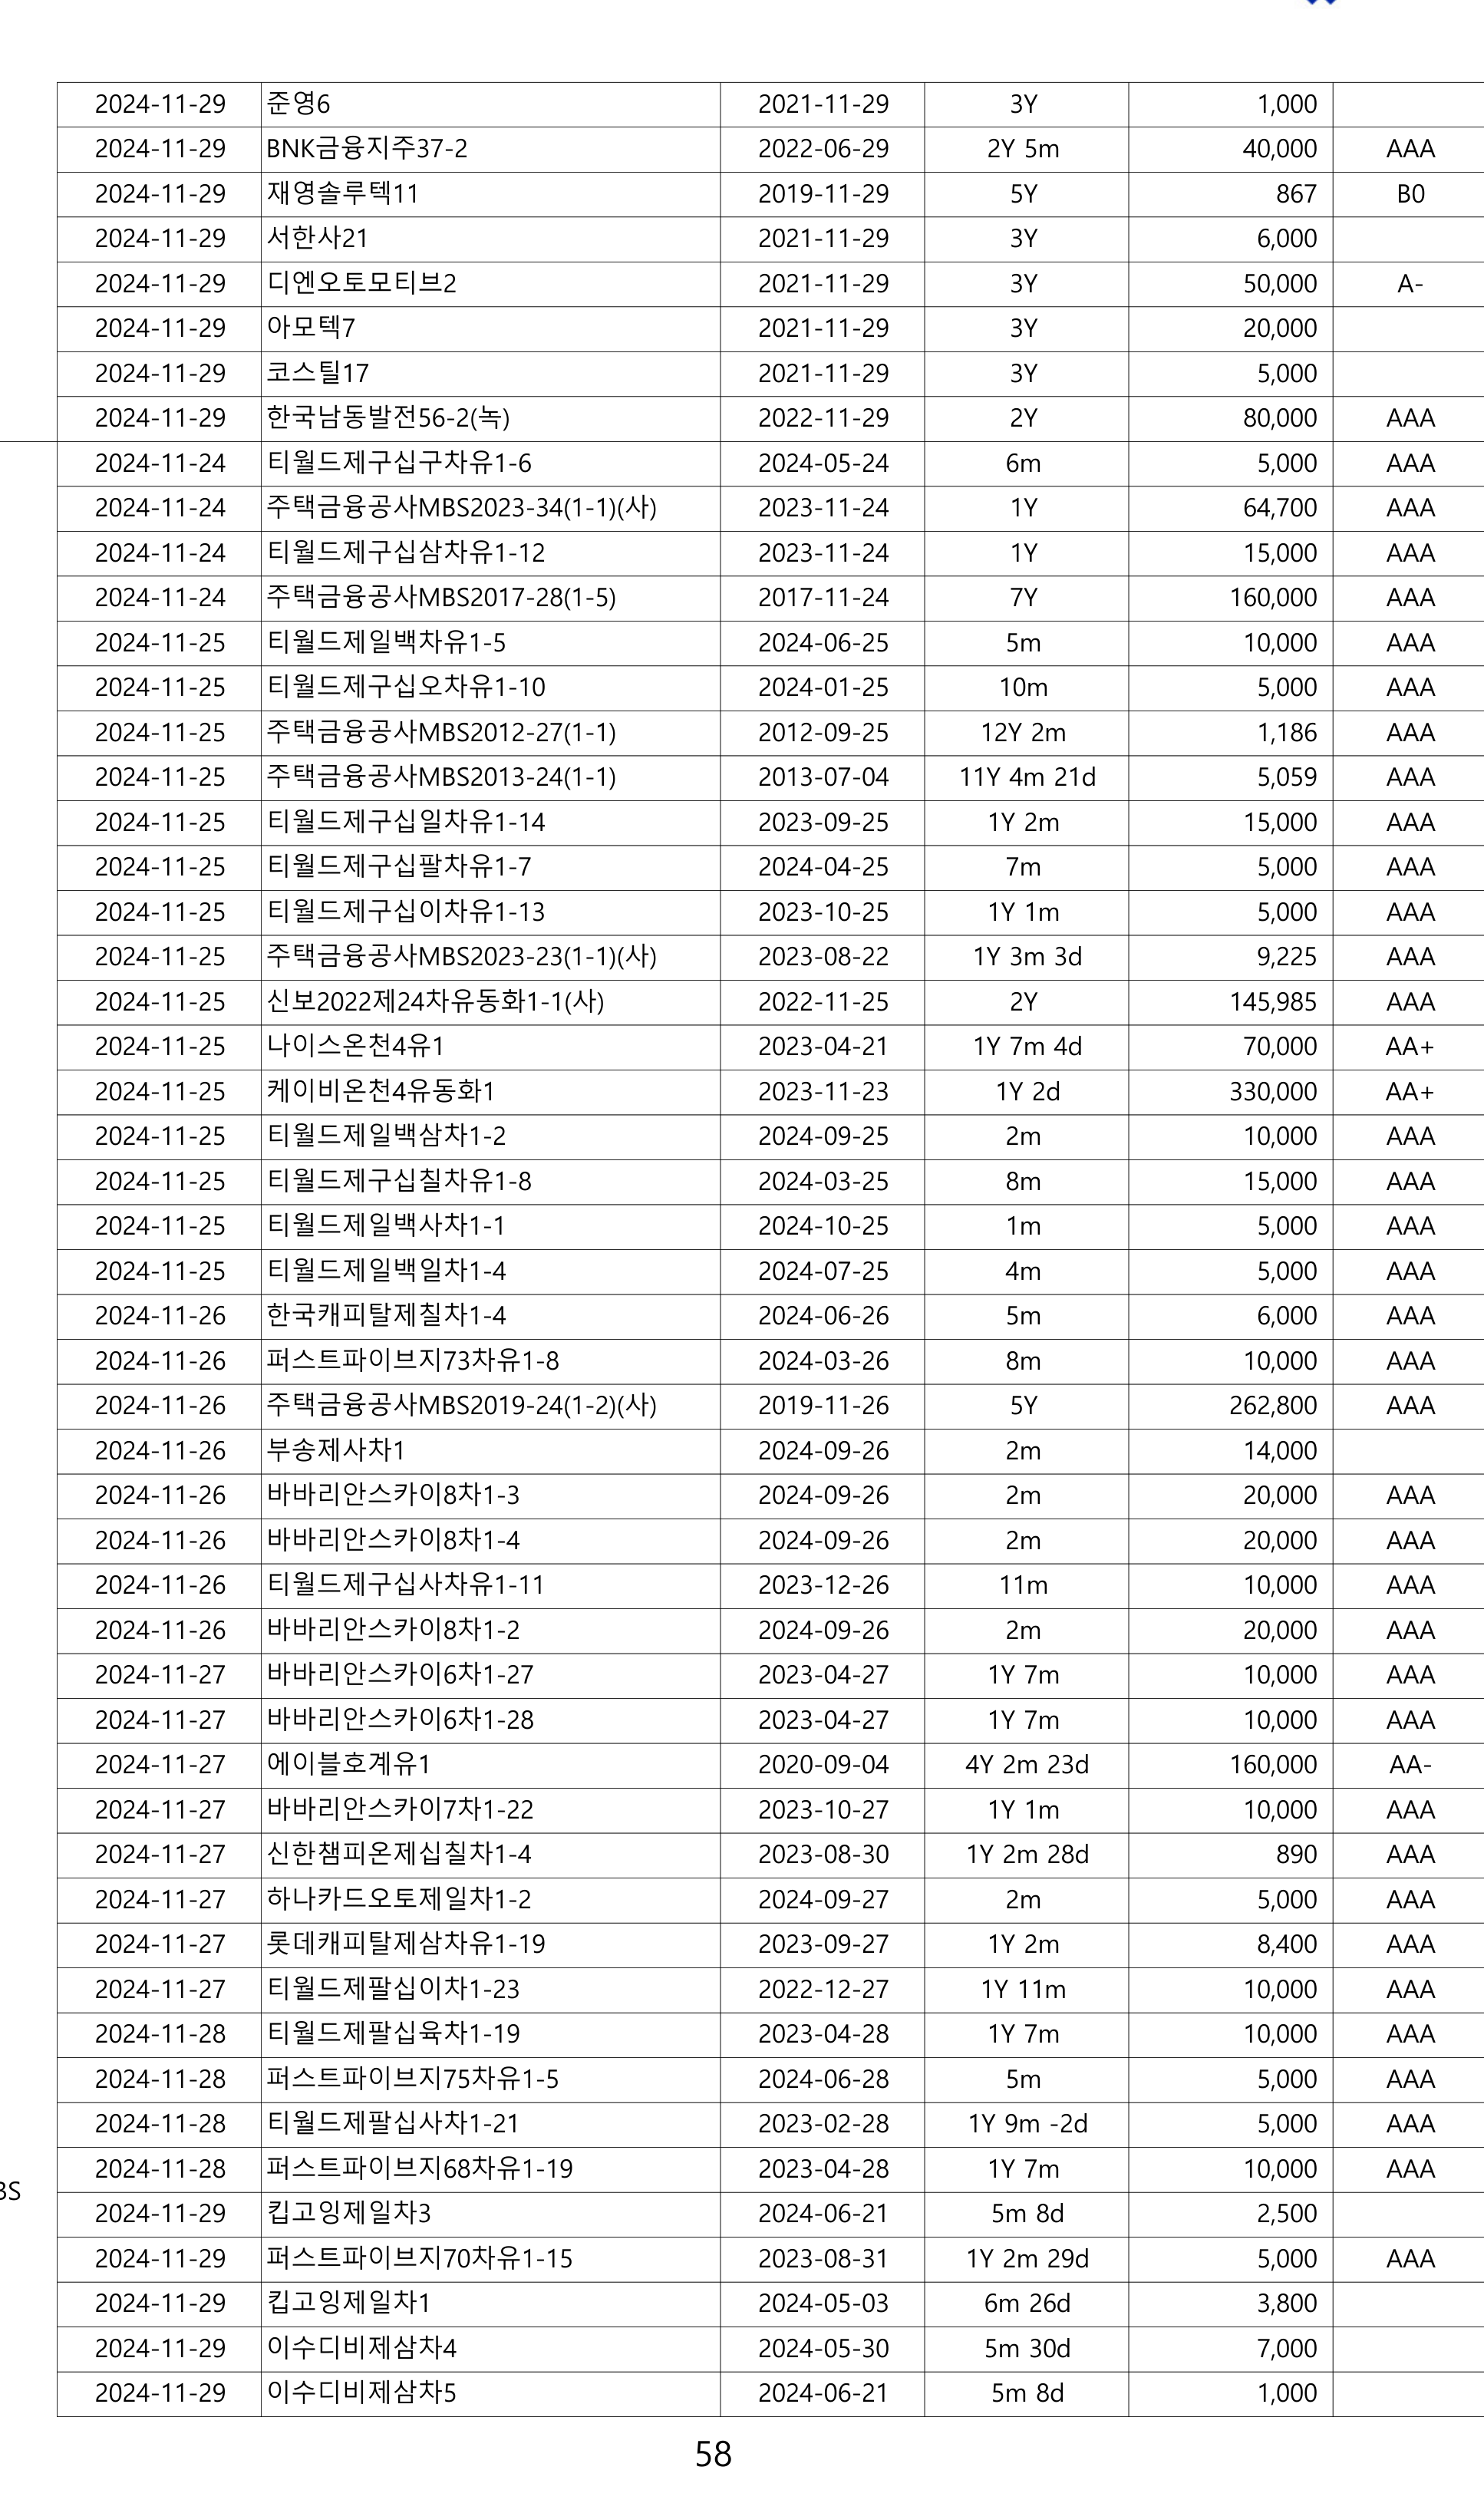 2024-11-29 준영6 2021-11-29 3Y 1,000
2024-11-29 BNK금융지주37-2 2022-06-29 2Y 5m 40,000 AAA
2024-11-29 재영솔루텍11 2019-11-29 5Y 867 B0
2024-11-29 서한사21 2021-11-29 3Y 6,000
2024-11-29 디엔오토모티브2 2021-11-29 3Y 50,000 A-
2024-11-29 아모텍7 2021-11-29 3Y 20,000
2024-11-29 코스틸17 2021-11-29 3Y 5,000
2024-11-29 한국남동발전56-2(녹) 2022-11-29 2Y 80,000 AAA
2024-11-24 티월드제구십구차유1-6 2024-05-24 6m 5,000 AAA
2024-11-24 주택금융공사MBS2023-34(1-1)(사) 2023-11-24 1Y 64,700 AAA
2024-11-24 티월드제구십삼차유1-12 2023-11-24 1Y 15,000 AAA
2024-11-24 주택금융공사MBS2017-28(1-5) 2017-11-24 7Y 160,000 AAA
2024-11-25 티월드제일백차유1-5 2024-06-25 5m 10,000 AAA
2024-11-25 티월드제구십오차유1-10 2024-01-25 10m 5,000 AAA
2024-11-25 주택금융공사MBS2012-27(1-1) 2012-09-25 12Y 2m 1,186 AAA
2024-11-25 주택금융공사MBS2013-24(1-1) 2013-07-04 11Y 4m 21d 5,059 AAA
2024-11-25 티월드제구십일차유1-14 2023-09-25 1Y 2m 15,000 AAA
2024-11-25 티월드제구십팔차유1-7 2024-04-25 7m 5,000 AAA
2024-11-25 티월드제구십이차유1-13 2023-10-25 1Y 1m 5,000 AAA
2024-11-25 주택금융공사MBS2023-23(1-1)(사) 2023-08-22 1Y 3m 3d 9,225 AAA
2024-11-25 신보2022제24차유동화1-1(사) 2022-11-25 2Y 145,985 AAA
2024-11-25 나이스온천4유1 2023-04-21 1Y 7m 4d 70,000 AA+
2024-11-25 케이비온천4유동화1 2023-11-23 1Y 2d 330,000 AA+
2024-11-25 티월드제일백삼차1-2 2024-09-25 2m 10,000 AAA
2024-11-25 티월드제구십칠차유1-8 2024-03-25 8m 15,000 AAA
2024-11-25 티월드제일백사차1-1 2024-10-25 1m 5,000 AAA
2024-11-25 티월드제일백일차1-4 2024-07-25 4m 5,000 AAA
2024-11-26 한국캐피탈제칠차1-4 2024-06-26 5m 6,000 AAA
2024-11-26 퍼스트파이브지73차유1-8 2024-03-26 8m 10,000 AAA
2024-11-26 주택금융공사MBS2019-24(1-2)(사) 2019-11-26 5Y 262,800 AAA
2024-11-26 부송제사차1 2024-09-26 2m 14,000
2024-11-26 바바리안스카이8차1-3 2024-09-26 2m 20,000 AAA
2024-11-26 바바리안스카이8차1-4 2024-09-26 2m 20,000 AAA
2024-11-26 티월드제구십사차유1-11 2023-12-26 11m 10,000 AAA
2024-11-26 바바리안스카이8차1-2 2024-09-26 2m 20,000 AAA
2024-11-27 바바리안스카이6차1-27 2023-04-27 1Y 7m 10,000 AAA
2024-11-27 바바리안스카이6차1-28 2023-04-27 1Y 7m 10,000 AAA
2024-11-27 에이블호계유1 2020-09-04 4Y 2m 23d 160,000 AA-
2024-11-27 바바리안스카이7차1-22 2023-10-27 1Y 1m 10,000 AAA
2024-11-27 신한챔피온제십칠차1-4 2023-08-30 1Y 2m 28d 890 AAA
2024-11-27 하나카드오토제일차1-2 2024-09-27 2m 5,000 AAA
2024-11-27 롯데캐피탈제삼차유1-19 2023-09-27 1Y 2m 8,400 AAA
2024-11-27 티월드제팔십이차1-23 2022-12-27 1Y 11m 10,000 AAA
2024-11-28 티월드제팔십육차1-19 2023-04-28 1Y 7m 10,000 AAA
2024-11-28 퍼스트파이브지75차유1-5 2024-06-28 5m 5,000 AAA
2024-11-28 티월드제팔십사차1-21 2023-02-28 1Y 9m -2d 5,000 AAA
2024-11-28 퍼스트파이브지68차유1-19 2023-04-28 1Y 7m 10,000 AAA
BS
2024-11-29 킵고잉제일차3 2024-06-21 5m 8d 2,500
2024-11-29 퍼스트파이브지70차유1-15 2023-08-31 1Y 2m 29d 5,000 AAA
2024-11-29 킵고잉제일차1 2024-05-03 6m 26d 3,800
2024-11-29 이수디비제삼차4 2024-05-30 5m 30d 7,000
2024-11-29 이수디비제삼차5 2024-06-21 5m 8d 1,000
58